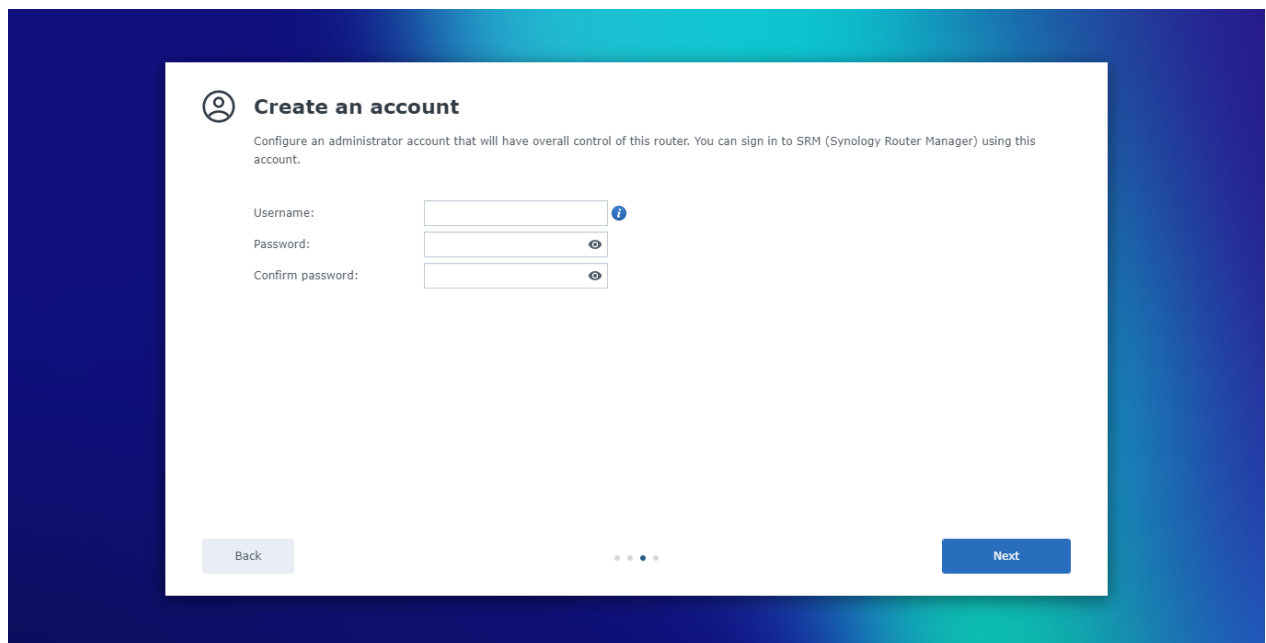 Create an account
Configure an administrator account that will have overall control of this router. You can sign in to SRM (Synology Router Manager) using this
account.
Username:
Password:
Confirm password:
Back
Next